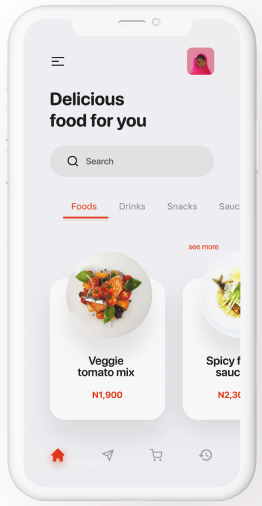 Delicious
food for you
Search
Foods Drinks Snacks Sauc
see more
Veggie
tomato mix
N1,900
Spicy f
sauc
N2,30